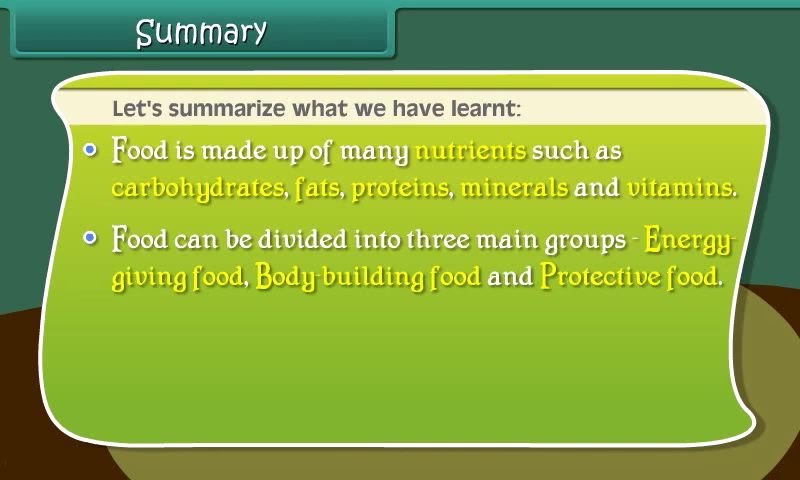 Summary
Let's summarize what we have learnt:
Food is made up of many nutrients such as
carbohydrates, fats, proteins, minerals and vitamins.
Food can be divided into three main groups - Energy-
giving food, Body-building food and Protective food.